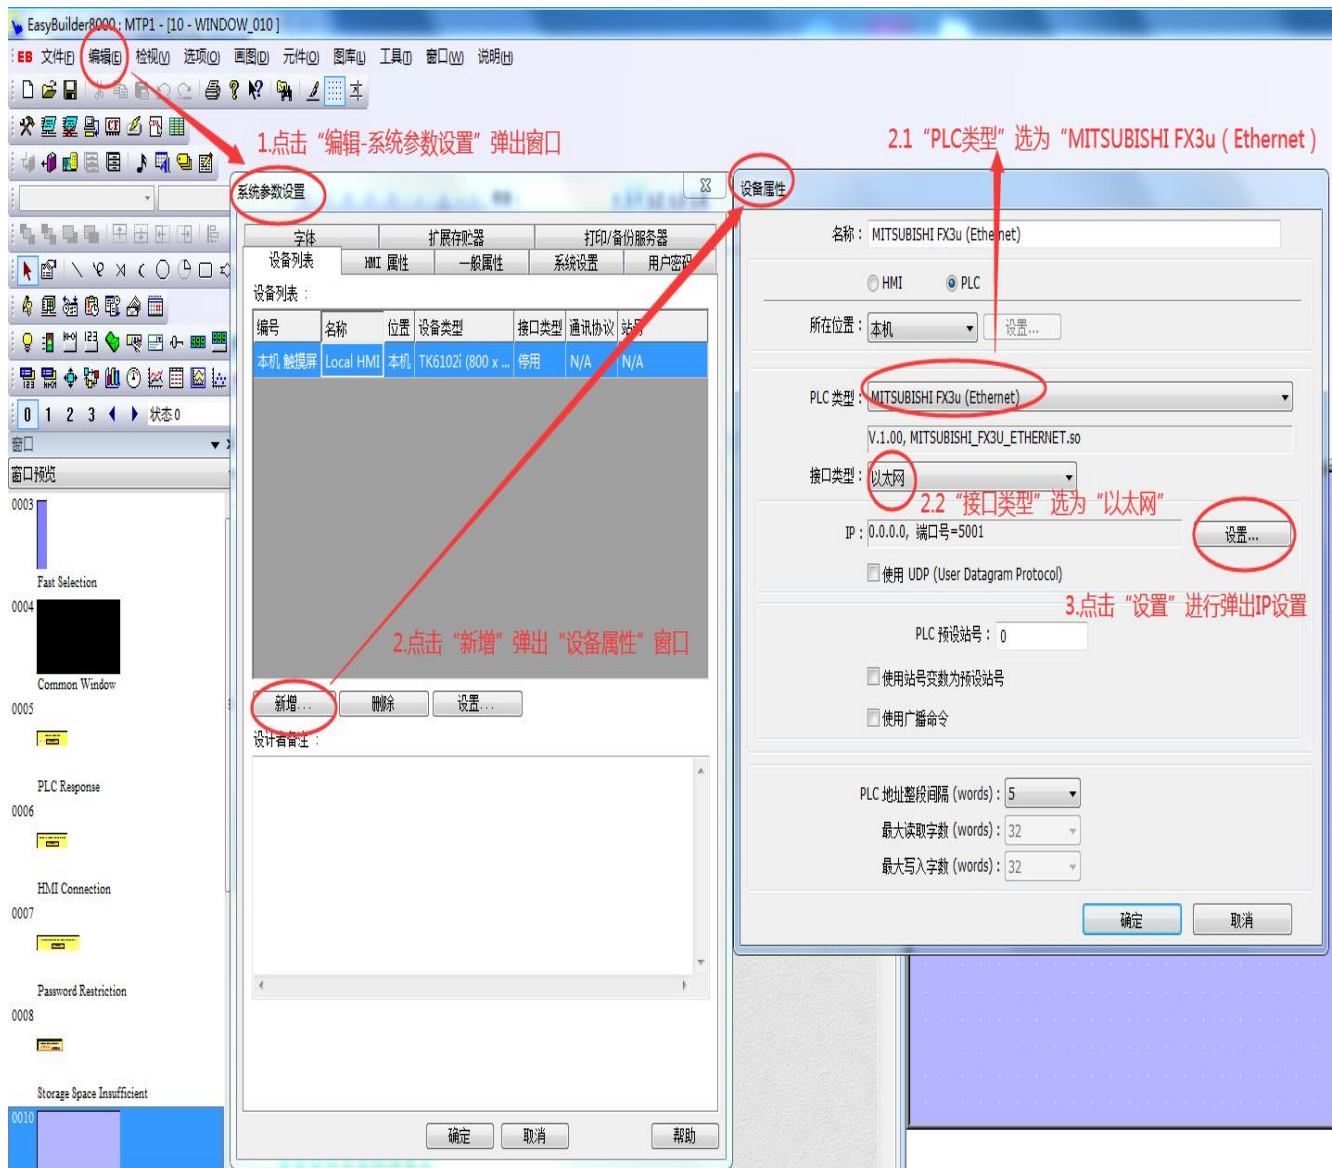 EasyBuilder8000 : MTP1 - [10 - WINDOW_010 ]
EB 文件(F) 编辑(E) 检视(V) 选项(O) 画图(D) 元件(O) 图库(L) 工具(T) 窗口(W) 说明(H)
1.点击“编辑-系统参数设置”弹出窗口
2.1 “PLC类型”选为“MITSUBISHI FX3u ( Ethernet )
系统参数设置
字体 扩展存贮器 打印/备份服务器
设备列表 HMI 属性 一般属性 系统设置 用户密码
设备列表 :
编号 名称 位置 设备类型 接口类型 通讯协议 站号
本机 触摸屏 Local HMI 本机 TK6102i (800 x ... 停用 N/A N/A
2.点击“新增”弹出“设备属性”窗口
新增... 删除 设置...
设计者备注 :
确定 取消 帮助
设备属性
名称 : MITSUBISHI FX3u (Ethernet)
HMI PLC
所在位置 : 本机 设置...
PLC 类型 : MITSUBISHI FX3u (Ethernet)
V.1.00, MITSUBISHI_FX3U_ETHERNET.so
接口类型 : 以太网
2.2 “接口类型”选为“以太网”
IP : 0.0.0.0, 端口号=5001 设置...
使用 UDP (User Datagram Protocol)
3.点击“设置”进行弹出IP设置
PLC 预设站号 : 0
使用站号变数为预设站号
使用广播命令
PLC 地址整段间隔 (words) : 5
最大读取字数 (words) : 32
最大写入字数 (words) : 32
确定 取消
0 1 2 3 状态 0
窗口
窗口预览
0003
Fast Selection
0004
Common Window
0005
PLC Response
0006
HMI Connection
0007
Password Restriction
0008
Storage Space Insufficient
0010